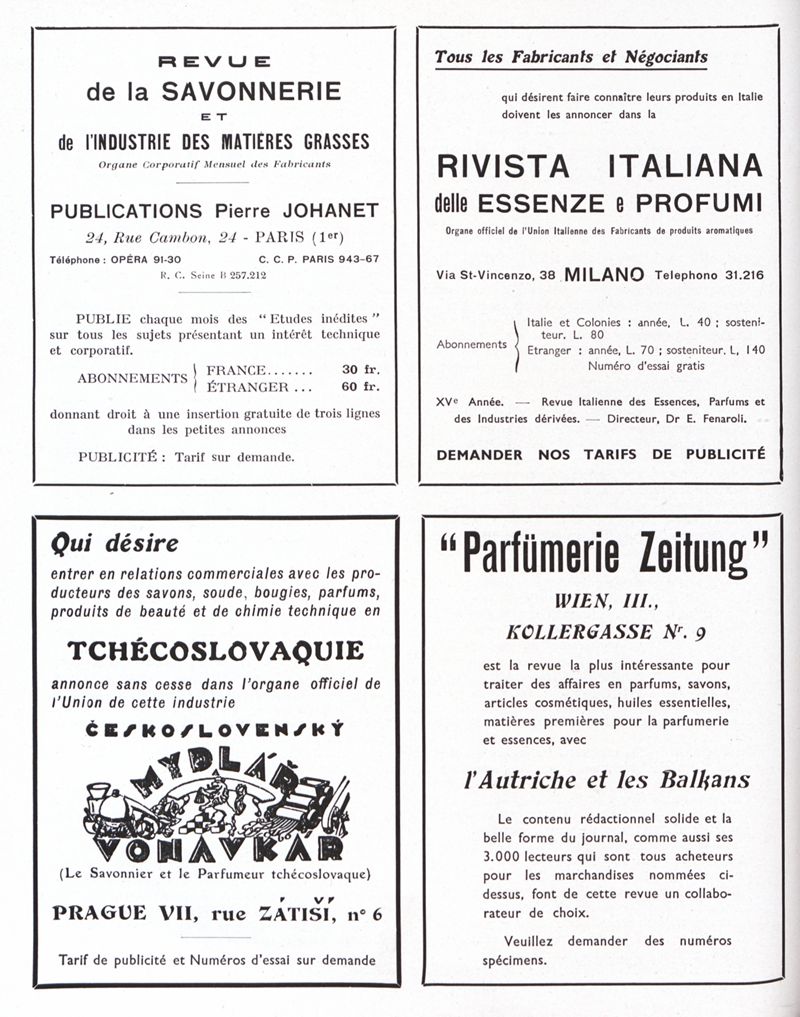 REVUE
de la SAVONNERIE
ET
de l'INDUSTRIE DES MATIÈRES GRASSES
Organe Corporatif Mensuel des Fabricants
PUBLICATIONS Pierre JOHANET
24, Rue Cambon, 24 - PARIS (1er)
Téléphone : OPÉRA 91-30 C. C. P. PARIS 943-67
R. C. Seine B 257.212
PUBLIE chaque mois des “ Etudes inédites ”
sur tous les sujets présentant un intérêt technique
et corporatif.
ABONNEMENTS
FRANCE....... 30 fr.
ÉTRANGER ... 60 fr.
donnant droit à une insertion gratuite de trois lignes
dans les petites annonces
PUBLICITÉ : Tarif sur demande.
Tous les Fabricants et Négociants
qui désirent faire connaître leurs produits en Italie
doivent les annoncer dans la
RIVISTA ITALIANA
delle ESSENZE e PROFUMI
Organe officiel de l'Union Italienne des Fabricants de produits aromatiques
Via St-Vincenzo, 38 MILANO Telephono 31.216
Abonnements
Italie et Colonies : année, L. 40 ; sosteni-
teur. L. 80
Etranger : année, L. 70 ; sosteniteur. L, 140
Numéro d'essai gratis
XVe Année. — Revue Italienne des Essences, Parfums et
des Industries dérivées. — Directeur, Dr E. Fenaroli.
DEMANDER NOS TARIFS DE PUBLICITÉ
Qui désire
entrer en relations commerciales avec les pro-
ducteurs des savons, soude, bougies, parfums,
produits de beauté et de chimie technique en
TCHÉCOSLOVAQUIE
annonce sans cesse dans l'organe officiel de
l'Union de cette industrie
ČESKOSLOVENSKÝ
MYDLÁŘ
VOŇAVKÁŘ
(Le Savonnier et le Parfumeur tchécoslovaque)
PRAGUE VII, rue ZÁTIŠÍ, n° 6
Tarif de publicité et Numéros d'essai sur demande
“Parfümerie Zeitung”
WIEN, III.,
KOLLERGASSE Nr. 9
est la revue la plus intéressante pour
traiter des affaires en parfums, savons,
articles cosmétiques, huiles essentielles,
matières premières pour la parfumerie
et essences, avec
l'Autriche et les Balkans
Le contenu rédactionnel solide et la
belle forme du journal, comme aussi ses
3.000 lecteurs qui sont tous acheteurs
pour les marchandises nommées ci-
dessus, font de cette revue un collabo-
rateur de choix.
Veuillez demander des numéros
spécimens.